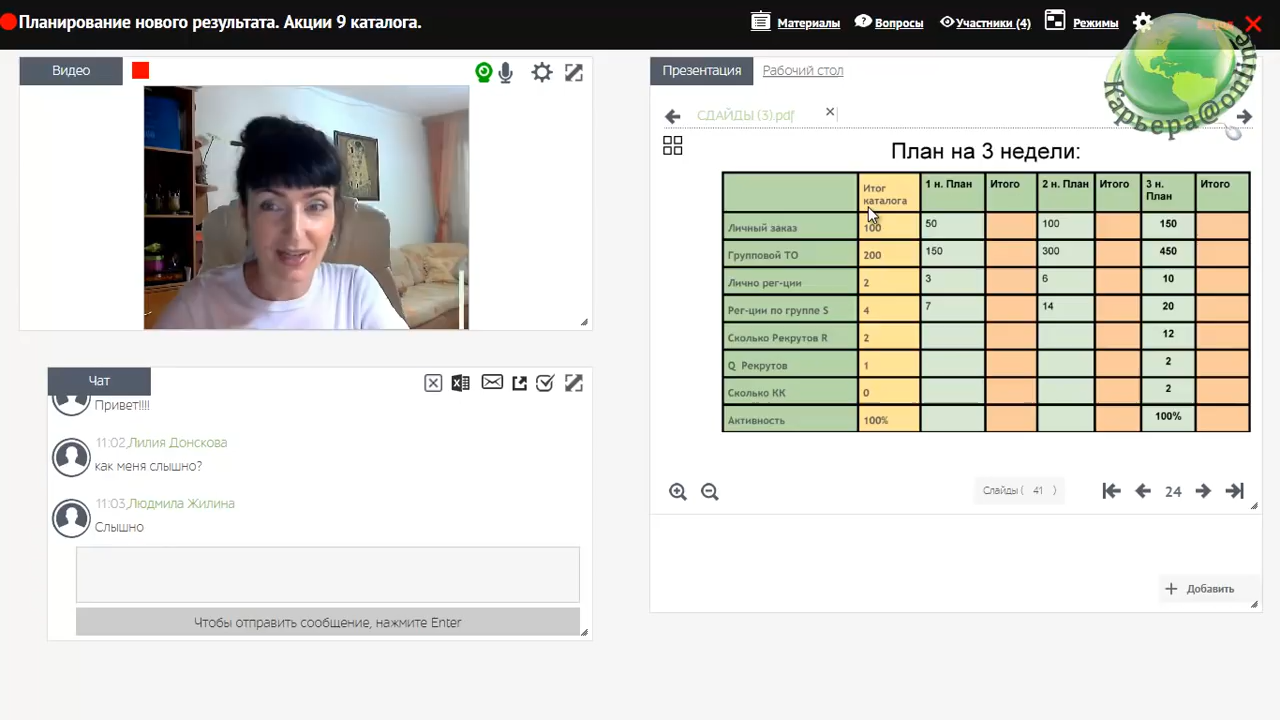 Планирование нового результата. Акции 9 каталога.
Материалы
Вопросы
Участники (4)
Режимы
Видео
Презентация
Рабочий стол
Карьера@online
СДАЙДЫ (3).pdf
План на 3 недели:
Итог каталога 1 н. План Итого 2 н. План Итого 3 н. План Итого
Личный заказ 100 50 100 150
Групповой ТО 200 150 300 450
Лично рег-ции 2 3 6 10
Рег-ции по группе S 4 7 14 20
Сколько Рекрутов R 2 12
Q Рекрутов 1 2
Сколько КК 0 2
Активность 100% 100%
Слайды ( 41 )
24
Добавить
Чат
Привет!!!!
11:02,Лилия Донскова
как меня слышно?
11:03,Людмила Жилина
Слышно
Чтобы отправить сообщение, нажмите Enter